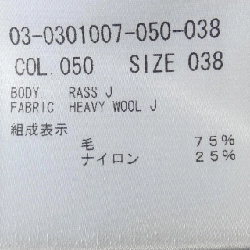 03-0301007-050-038
COL.050 SIZE 038
BODY RASS J
FABRIC HEAVY WOOL J
組成表示
毛 75%
ナイロン 25%